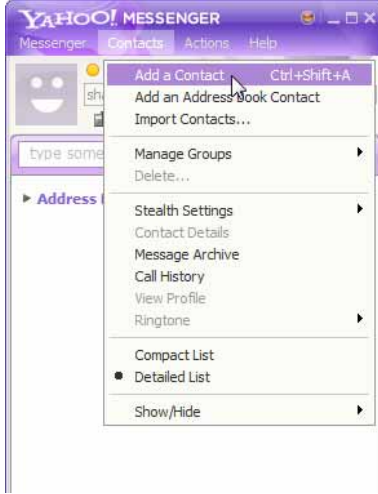 YAHOO! MESSENGER
Messenger Contacts Actions Help
Add a Contact Ctrl+Shift+A
sh
Add an Address Book Contact
Import Contacts...
type some
Manage Groups
Delete...
Address
Stealth Settings
Contact Details
Message Archive
Call History
View Profile
Ringtone
Compact List
Detailed List
Show/Hide